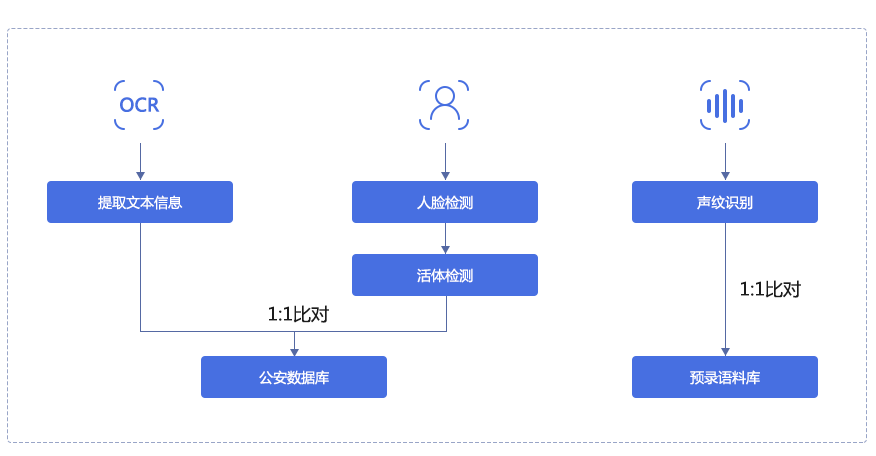 OCR
提取文本信息
人脸检测
声纹识别
活体检测
1:1比对
1:1比对
公安数据库
预录语料库